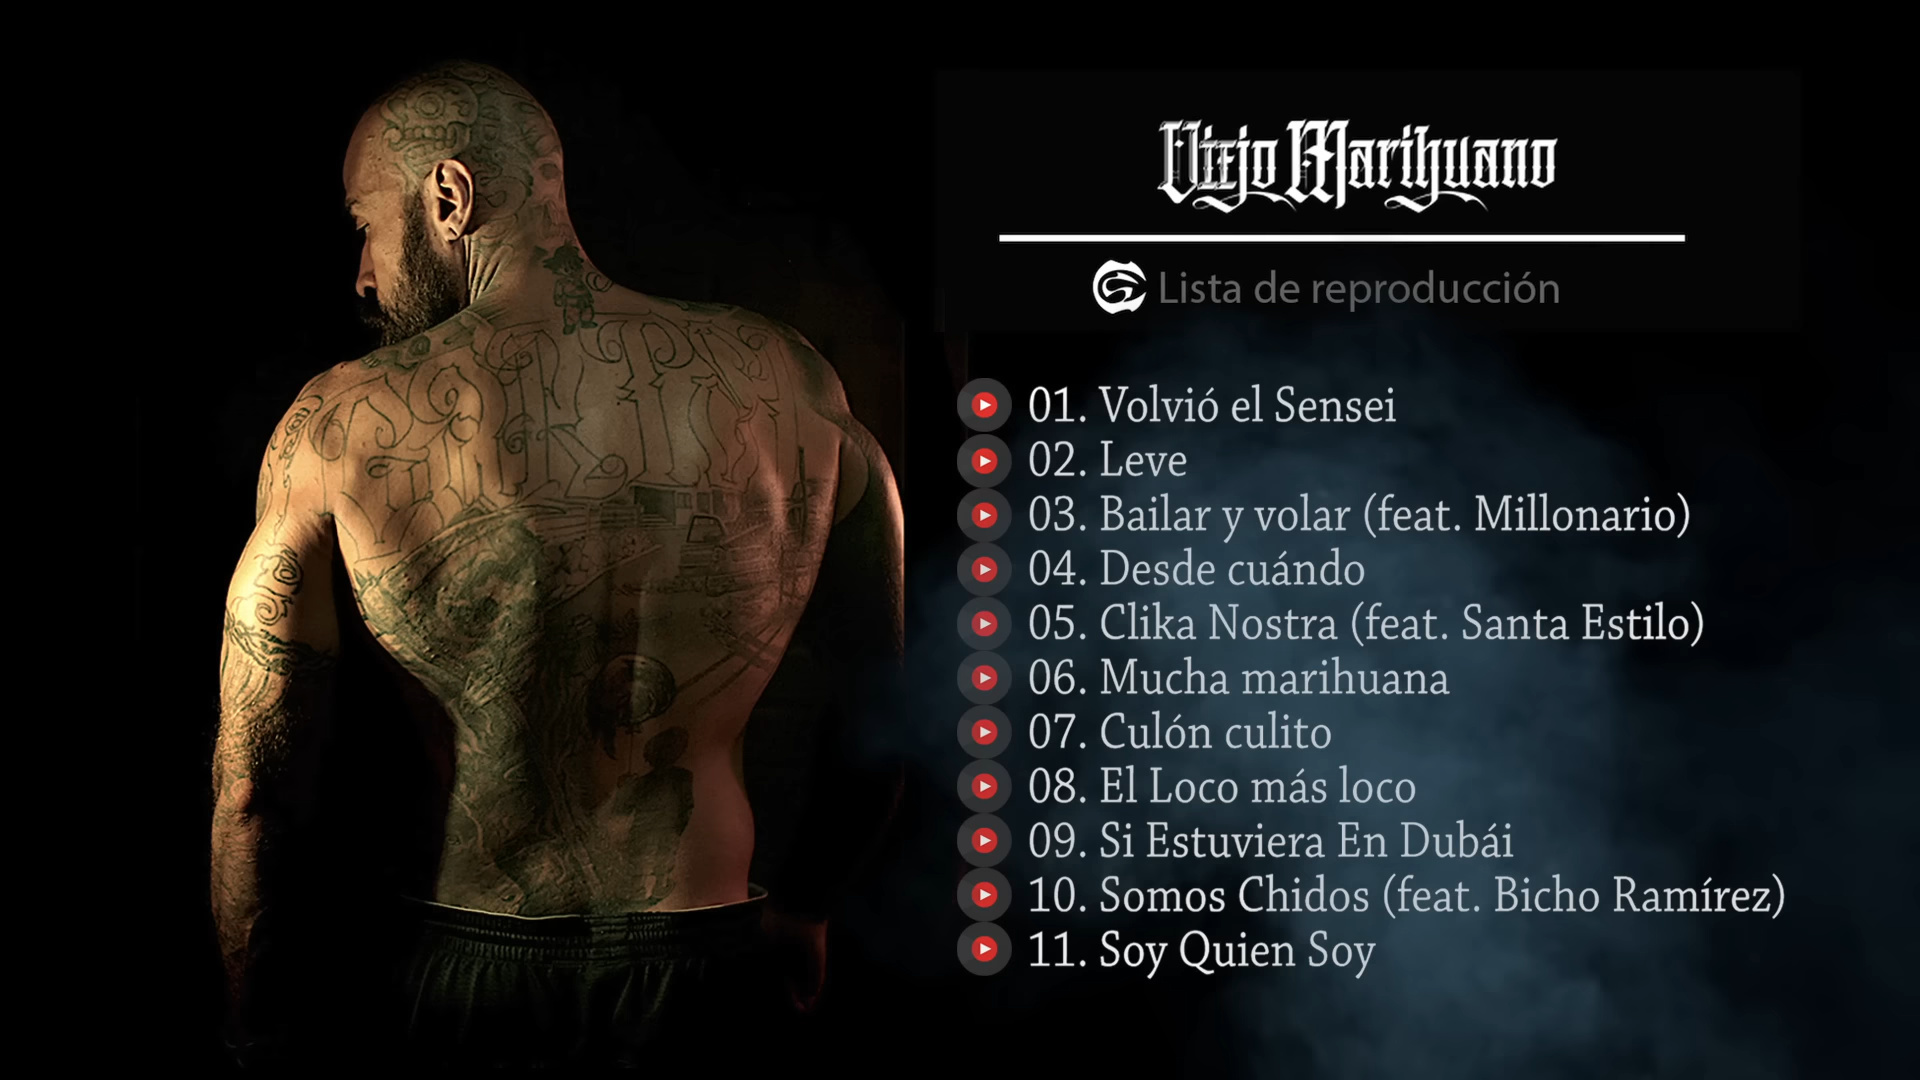 Viejo Marihuano
Lista de reproducción
01. Volvió el Sensei
02. Leve
03. Bailar y volar (feat. Millonario)
04. Desde cuándo
05. Clika Nostra (feat. Santa Estilo)
06. Mucha marihuana
07. Culón culito
08. El Loco más loco
09. Si Estuviera En Dubái
10. Somos Chidos (feat. Bicho Ramírez)
11. Soy Quien Soy